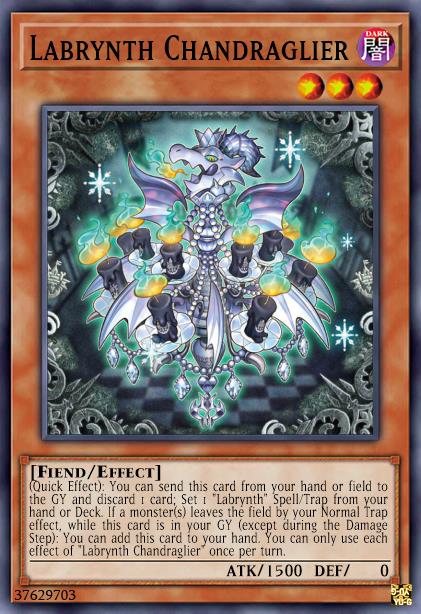 LABRYNTH CHANDRAGLIER
DARK
闇
[FIEND/EFFECT]
(Quick Effect): You can send this card from your hand or field to
the GY and discard 1 card; Set 1 "Labrynth" Spell/Trap from your
hand or Deck. If a monster(s) leaves the field by your Normal Trap
effect, while this card is in your GY (except during the Damage
Step): You can add this card to your hand. You can only use each
effect of "Labrynth Chandraglier" once per turn.
ATK/1500 DEF/ 0
37629703